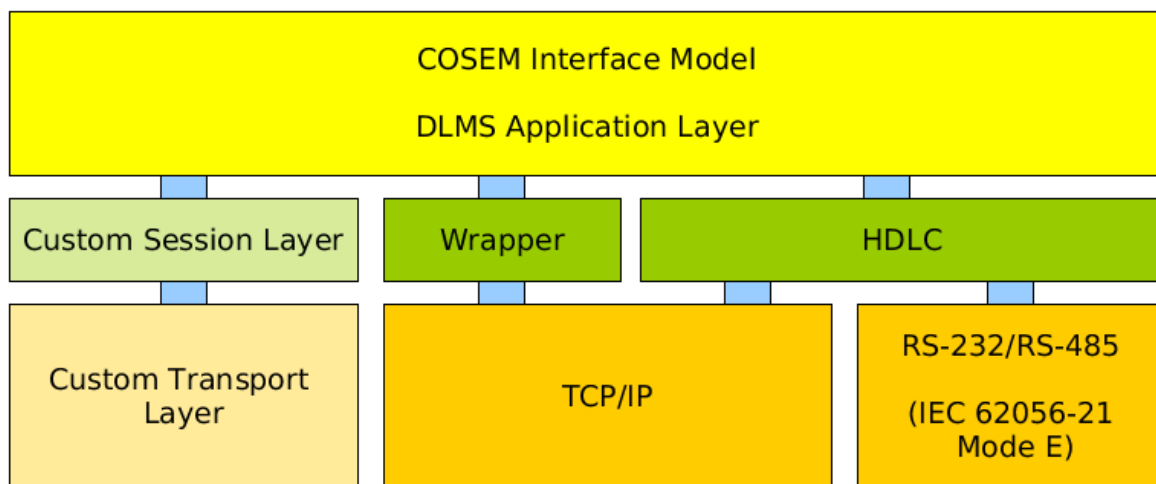 COSEM Interface Model
DLMS Application Layer
Custom Session Layer
Wrapper
HDLC
Custom Transport
Layer
TCP/IP
RS-232/RS-485
(IEC 62056-21
Mode E)